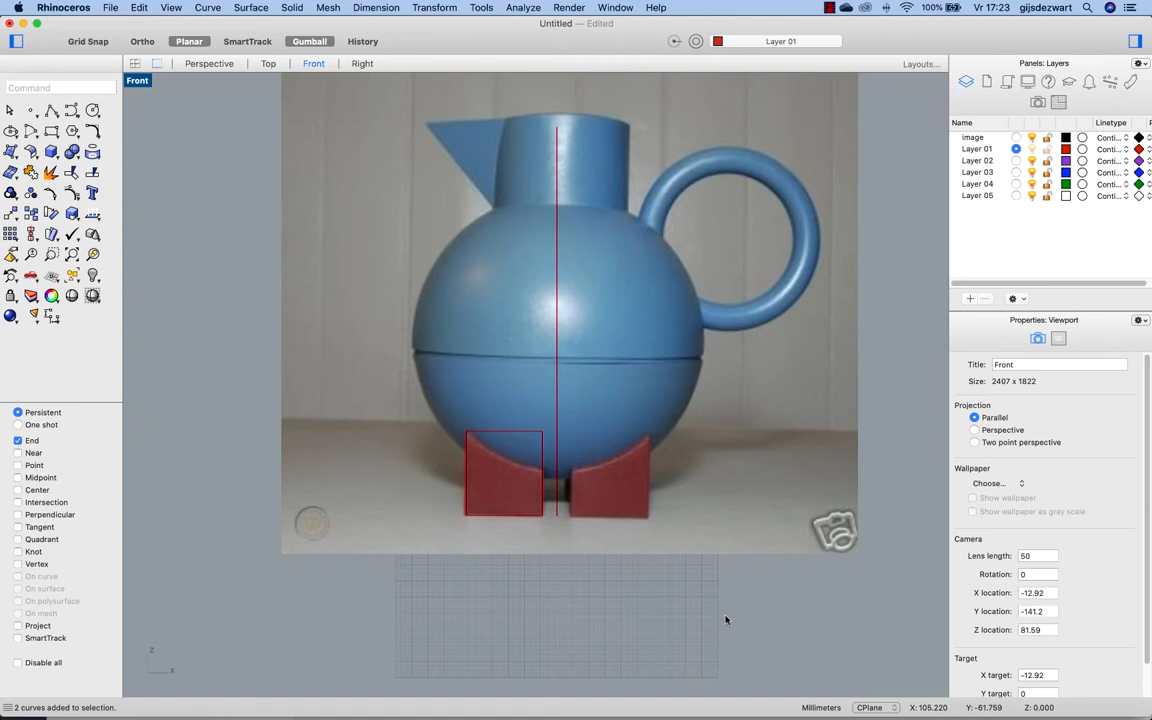 Rhinoceros File Edit View Curve Surface Solid Mesh Dimension Transform Tools Analyze Render Window Help 100% Vr 17:23 gijsdezwart
Untitled — Edited
Grid Snap Ortho Planar SmartTrack Gumball History Layer 01
Perspective Top Front Right Layouts... Panels: Layers
Front
Command
Name Linetype
image Conti...
Layer 01 Conti...
Layer 02 Conti...
Layer 03 Conti...
Layer 04 Conti...
Layer 05 Conti...
Properties: Viewport
Title: Front
Size: 2407 x 1822
Projection
Parallel
Perspective
Two point perspective
Wallpaper
Choose...
Show wallpaper
Show wallpaper as gray scale
Camera
Lens length: 50
Rotation: 0
X location: -12.92
Y location: -141.2
Z location: 81.59
Target
X target: -12.92
Y target: 0
Persistent
One shot
End
Near
Point
Midpoint
Center
Intersection
Perpendicular
Tangent
Quadrant
Knot
Vertex
On curve
On surface
On polysurface
On mesh
Project
SmartTrack
Disable all
z
x
2 curves added to selection. Millimeters CPlane X: 105.220 Y: -61.759 Z: 0.000